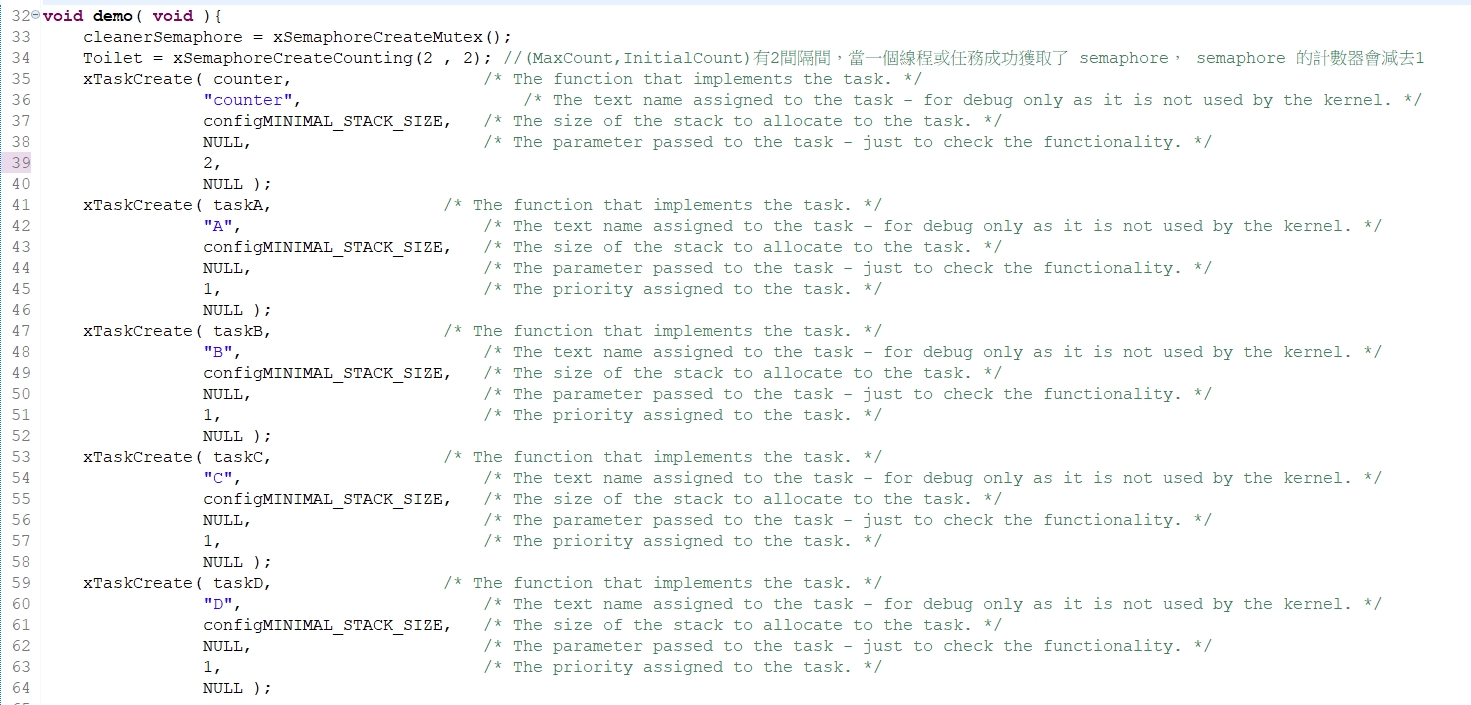 32 void demo( void ){
33 cleanerSemaphore = xSemaphoreCreateMutex();
34 Toilet = xSemaphoreCreateCounting(2 , 2); //(MaxCount,InitialCount)有2間隔間，當一個線程或任務成功獲取了 semaphore， semaphore 的計數器會減去1
35 xTaskCreate( counter, /* The function that implements the task. */
36 "counter", /* The text name assigned to the task - for debug only as it is not used by the kernel. */
37 configMINIMAL_STACK_SIZE, /* The size of the stack to allocate to the task. */
38 NULL, /* The parameter passed to the task - just to check the functionality. */
39 2,
40 NULL );
41 xTaskCreate( taskA, /* The function that implements the task. */
42 "A", /* The text name assigned to the task - for debug only as it is not used by the kernel. */
43 configMINIMAL_STACK_SIZE, /* The size of the stack to allocate to the task. */
44 NULL, /* The parameter passed to the task - just to check the functionality. */
45 1, /* The priority assigned to the task. */
46 NULL );
47 xTaskCreate( taskB, /* The function that implements the task. */
48 "B", /* The text name assigned to the task - for debug only as it is not used by the kernel. */
49 configMINIMAL_STACK_SIZE, /* The size of the stack to allocate to the task. */
50 NULL, /* The parameter passed to the task - just to check the functionality. */
51 1, /* The priority assigned to the task. */
52 NULL );
53 xTaskCreate( taskC, /* The function that implements the task. */
54 "C", /* The text name assigned to the task - for debug only as it is not used by the kernel. */
55 configMINIMAL_STACK_SIZE, /* The size of the stack to allocate to the task. */
56 NULL, /* The parameter passed to the task - just to check the functionality. */
57 1, /* The priority assigned to the task. */
58 NULL );
59 xTaskCreate( taskD, /* The function that implements the task. */
60 "D", /* The text name assigned to the task - for debug only as it is not used by the kernel. */
61 configMINIMAL_STACK_SIZE, /* The size of the stack to allocate to the task. */
62 NULL, /* The parameter passed to the task - just to check the functionality. */
63 1, /* The priority assigned to the task. */
64 NULL );